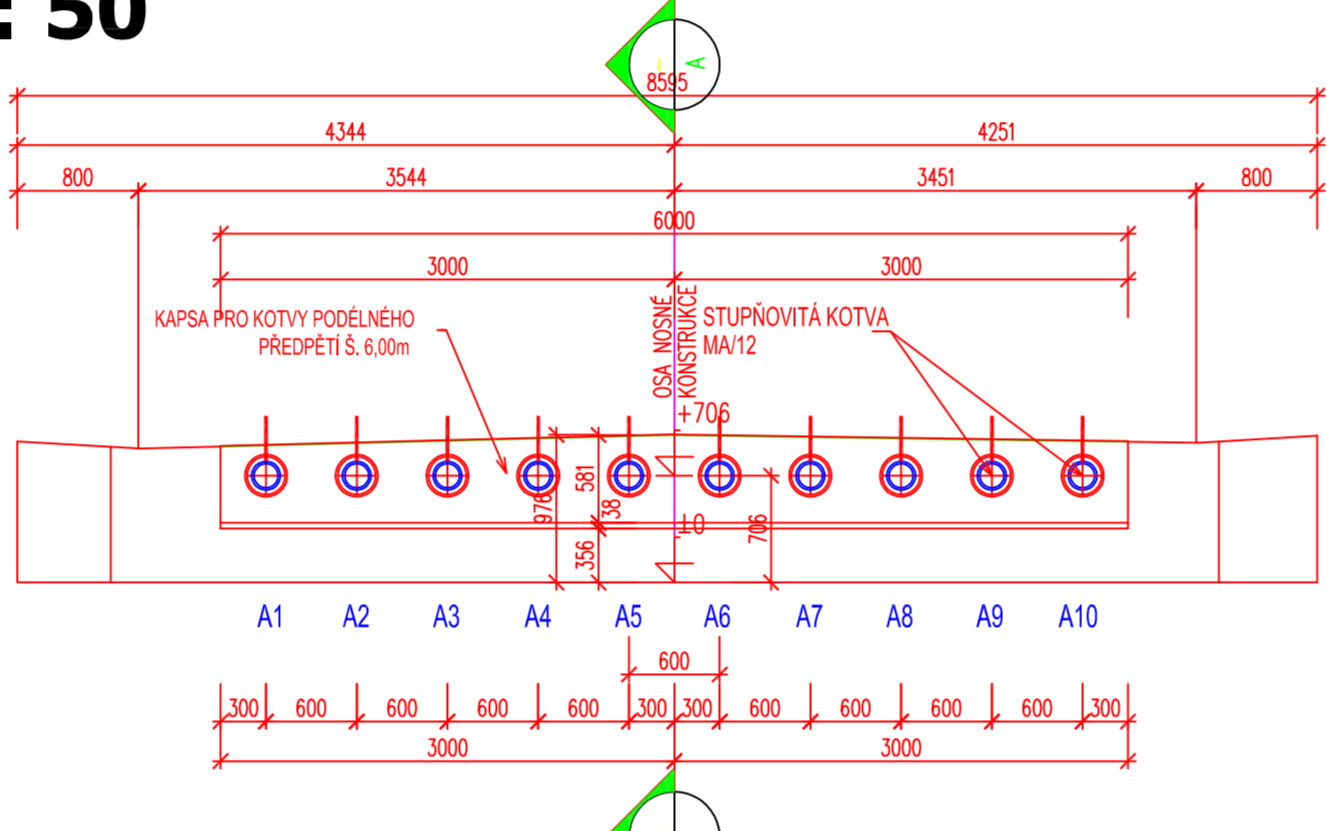 : 50
A
8595
4344
4251
800
3544
3451
800
6000
3000
3000
KAPSA PRO KOTVY PODÉLNÉHO
PŘEDPĚTÍ Š. 6,00m
OSA NOSNÉ
KONSTRUKCE
STUPŇOVITÁ KOTVA
MA/12
+706
581
976
38
±0
706
356
A1 A2 A3 A4 A5 A6 A7 A8 A9 A10
600
300 600 600 600 600 300 300 600 600 600 600 300
3000
3000